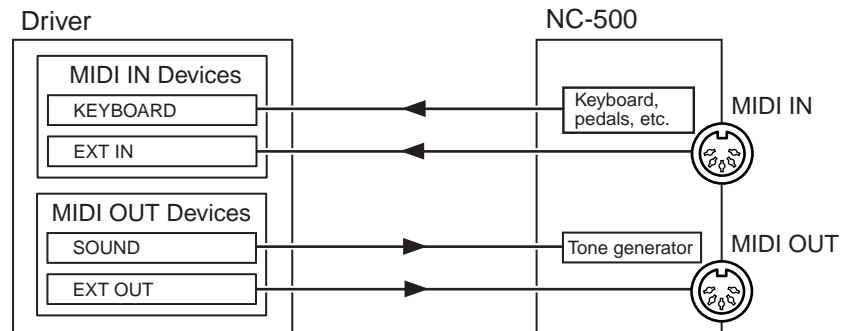 Driver
NC-500
MIDI IN Devices
KEYBOARD
Keyboard,
pedals, etc.
MIDI IN
EXT IN
MIDI OUT Devices
SOUND
Tone generator
MIDI OUT
EXT OUT